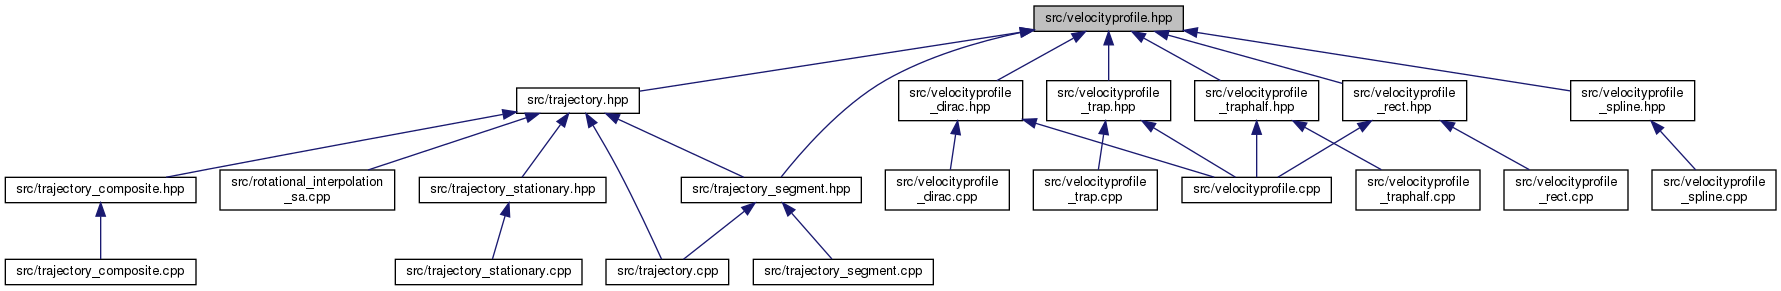 src/velocityprofile.hpp
src/trajectory.hpp
src/velocityprofile
_dirac.hpp
src/velocityprofile
_trap.hpp
src/velocityprofile
_traphalf.hpp
src/velocityprofile
_rect.hpp
src/velocityprofile
_spline.hpp
src/trajectory_composite.hpp
src/rotational_interpolation
_sa.cpp
src/trajectory_stationary.hpp
src/trajectory_segment.hpp
src/velocityprofile
_dirac.cpp
src/velocityprofile
_trap.cpp
src/velocityprofile.cpp
src/velocityprofile
_traphalf.cpp
src/velocityprofile
_rect.cpp
src/velocityprofile
_spline.cpp
src/trajectory_composite.cpp
src/trajectory_stationary.cpp
src/trajectory.cpp
src/trajectory_segment.cpp